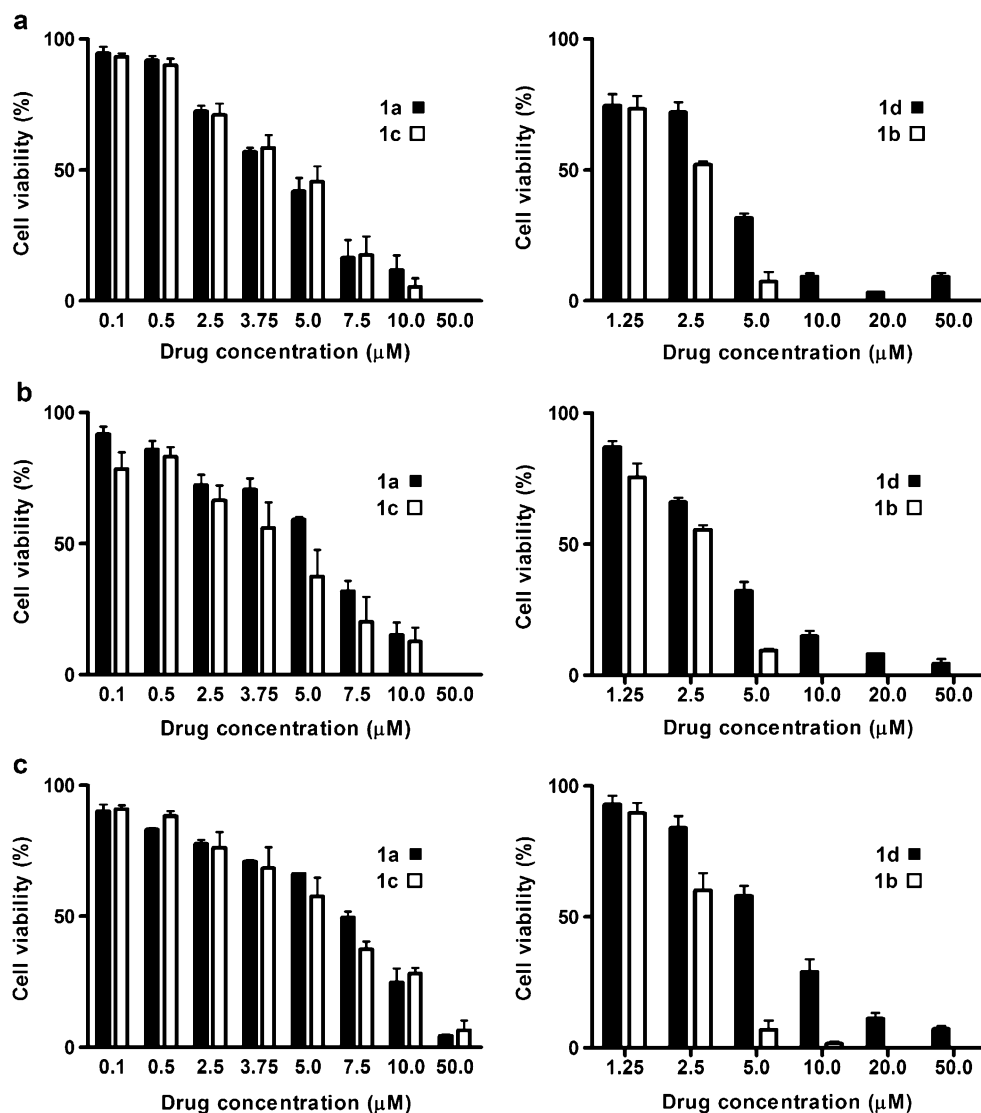 a
100
50
0
Cell viability (%)
1a
1c
0.1 0.5 2.5 3.75 5.0 7.5 10.0 50.0
Drug concentration (μM)
100
50
0
Cell viability (%)
1d
1b
1.25 2.5 5.0 10.0 20.0 50.0
Drug concentration (μM)
b
100
50
0
Cell viability (%)
1a
1c
0.1 0.5 2.5 3.75 5.0 7.5 10.0 50.0
Drug concentration (μM)
100
50
0
Cell viability (%)
1d
1b
1.25 2.5 5.0 10.0 20.0 50.0
Drug concentration (μM)
c
100
50
0
Cell viability (%)
1a
1c
0.1 0.5 2.5 3.75 5.0 7.5 10.0 50.0
Drug concentration (μM)
100
50
0
Cell viability (%)
1d
1b
1.25 2.5 5.0 10.0 20.0 50.0
Drug concentration (μM)